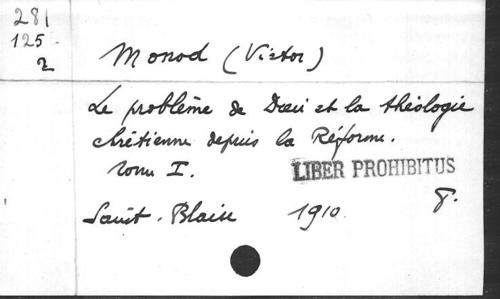 281
125
2
Monod (Victor)
Le problème de Dieu et la théologie
chrétienne depuis la Réforme.
Tome I.
LIBER PROHIBITUS
Saint-Blaise 1910. 8.